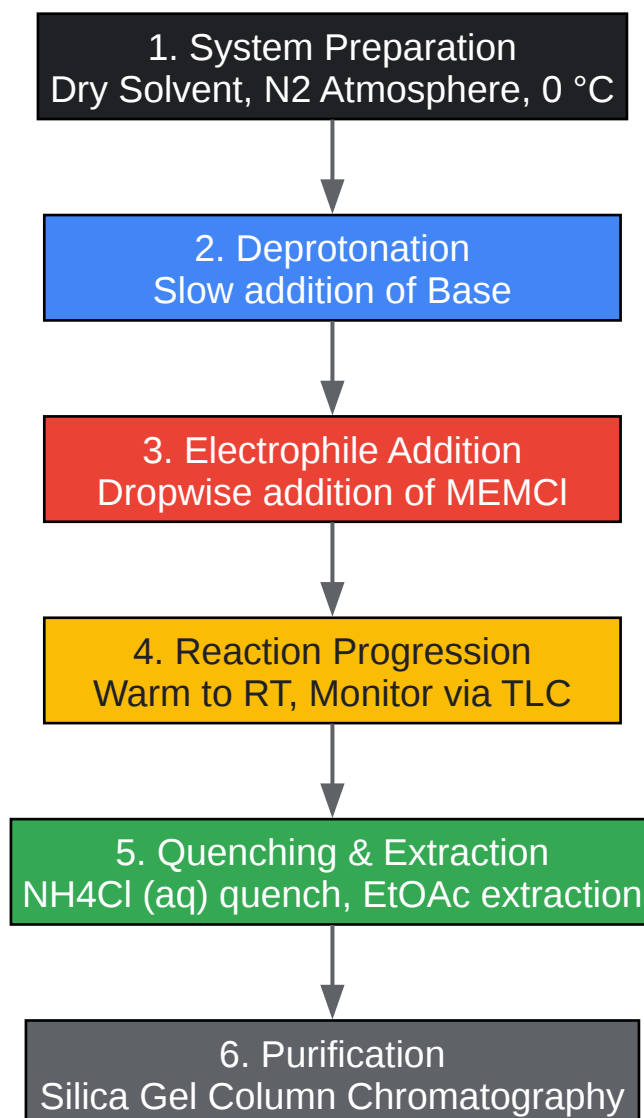 1. System Preparation
Dry Solvent, N2 Atmosphere, 0 °C
2. Deprotonation
Slow addition of Base
3. Electrophile Addition
Dropwise addition of MEMCl
4. Reaction Progression
Warm to RT, Monitor via TLC
5. Quenching & Extraction
NH4Cl (aq) quench, EtOAc extraction
6. Purification
Silica Gel Column Chromatography